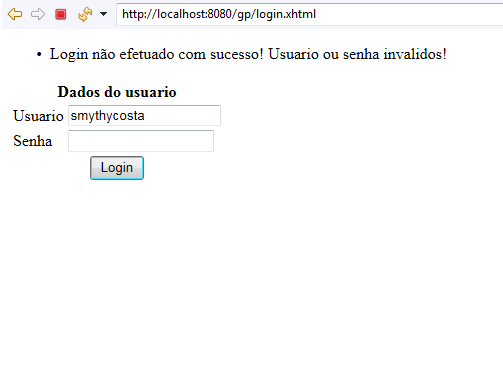 http://localhost:8080/gp/login.xhtml
• Login não efetuado com sucesso! Usuario ou senha invalidos!
Dados do usuario
Usuario smythycosta
Senha
Login